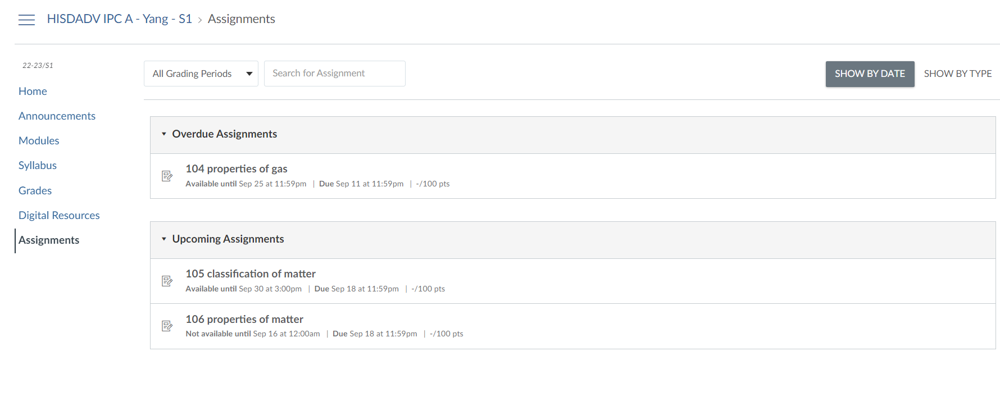 HISDADV IPC A - Yang - S1 › Assignments
22-23/S1
Home
Announcements
Modules
Syllabus
Grades
Digital Resources
Assignments
All Grading Periods
Search for Assignment
SHOW BY DATE
SHOW BY TYPE
Overdue Assignments
104 properties of gas
Available until Sep 25 at 11:59pm | Due Sep 11 at 11:59pm | -/100 pts
Upcoming Assignments
105 classification of matter
Available until Sep 30 at 3:00pm | Due Sep 18 at 11:59pm | -/100 pts
106 properties of matter
Not available until Sep 16 at 12:00am | Due Sep 18 at 11:59pm | -/100 pts